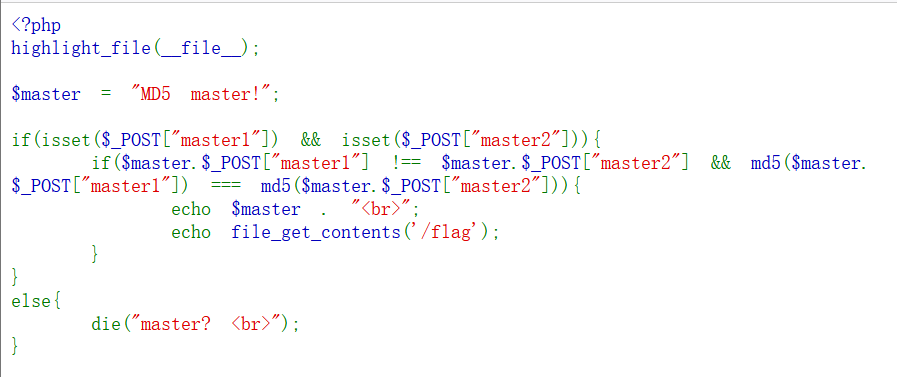 <?php
highlight_file(__file__);
$master = "MD5 master!";
if(isset($_POST["master1"]) && isset($_POST["master2"])){
if($master.$_POST["master1"] !== $master.$_POST["master2"] && md5($master.
$_POST["master1"]) === md5($master.$_POST["master2"])){
echo $master . "<br>";
echo file_get_contents('/flag');
}
}
else{
die("master? <br>");
}